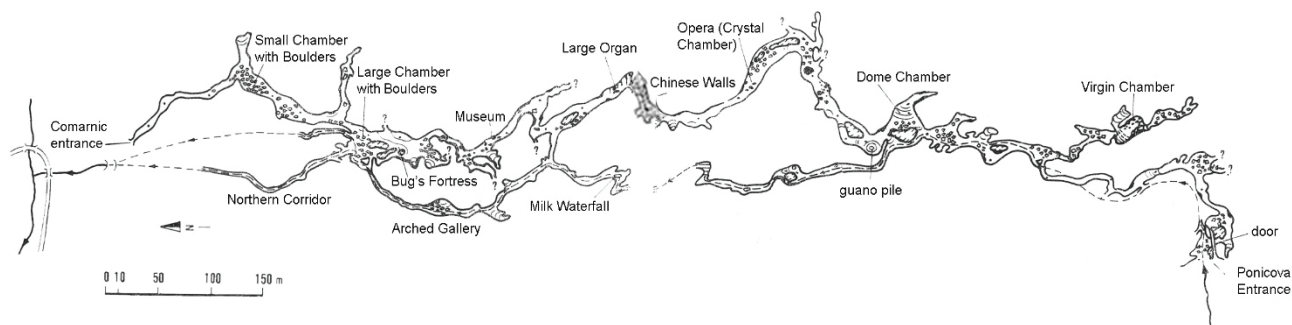 Small Chamber
with Boulders
Large Chamber
with Boulders
?
Comarnic
entrance
Museum
?
Large Organ
?
?
Chinese Walls
Opera (Crystal
Chamber)
?
?
Dome Chamber
Virgin Chamber
Bug's Fortress
?
?
Northern Corridor
Arched Gallery
Milk Waterfall
guano pile
?
door
Ponicova
Entrance
N
0 10 50 100 150 m